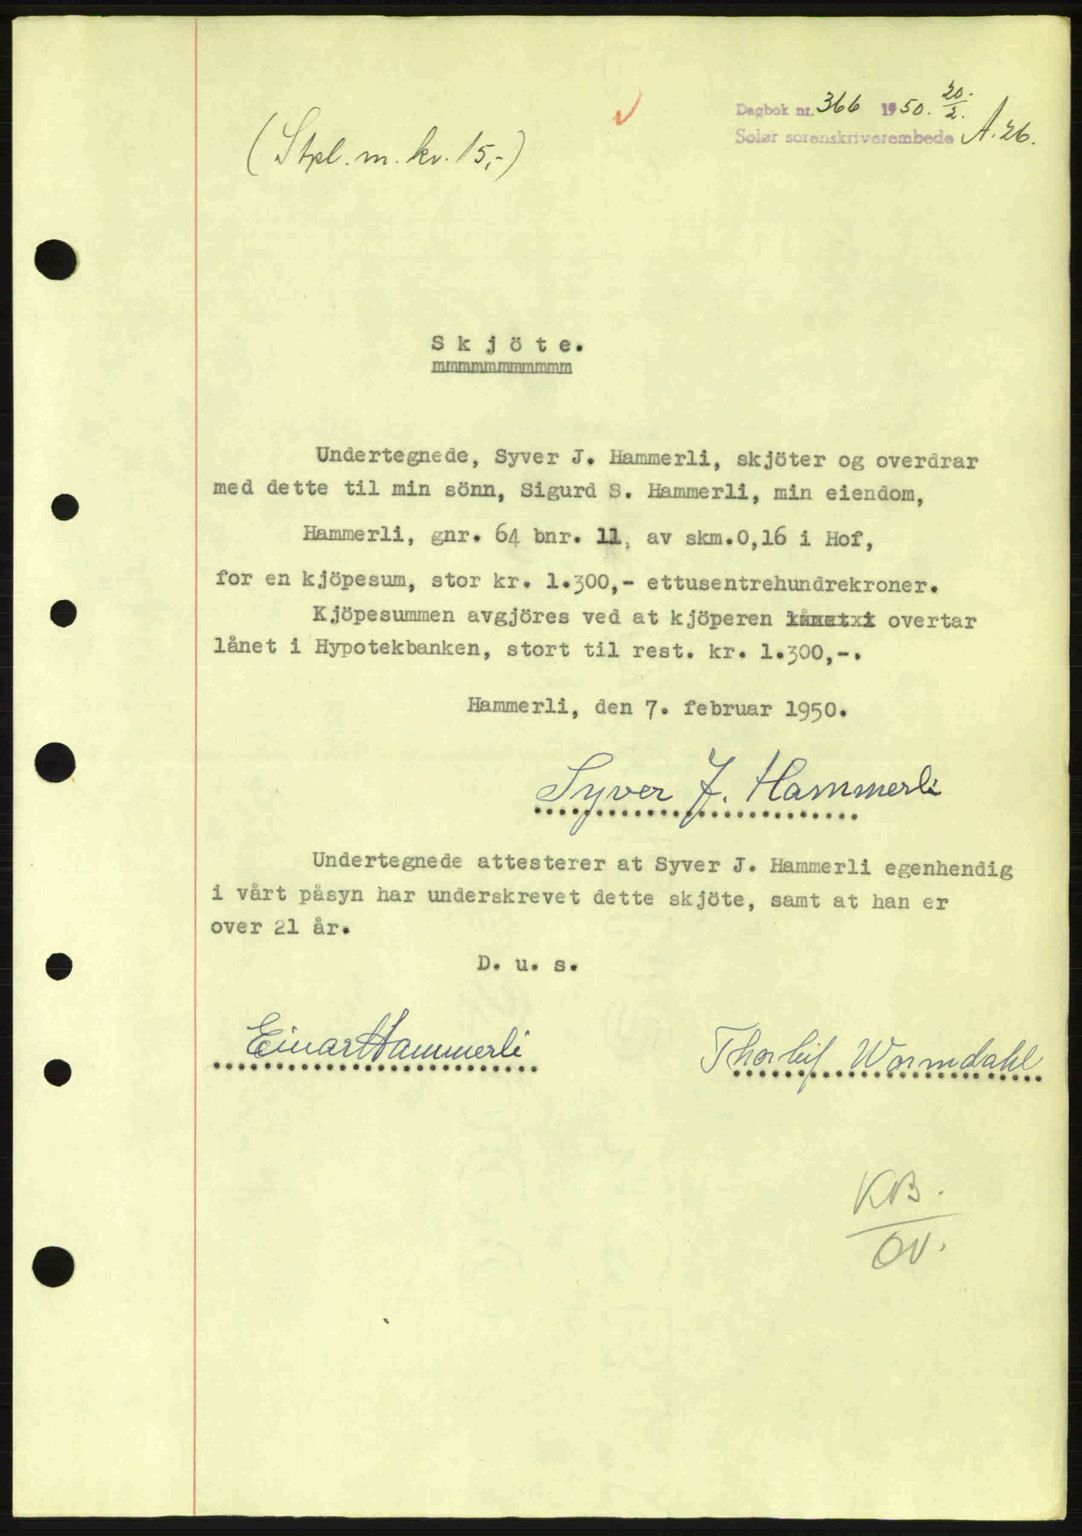 Dagbok nr. 366 1950. 20./2.
Solør sorenskriverembede A. 26.
(Stpl. m. kr. 15,-)
Skjöte.
mmmmmmmmmmmm
Undertegnede, Syver J. Hammerli, skjöter og overdrar
med dette til min sönn, Sigurd S. Hammerli, min eiendom,
Hammerli, gnr. 64 bnr. 11, av skm.0,16 i Hof,
for en kjöpesum, stor kr. 1.300,- ettusentrehundrekroner.
Kjöpesummen avgjöres ved at kjöperen overtar
lånet i Hypotekbanken, stort til rest. kr. 1.300,-.
Hammerli, den 7. februar 1950.
Syver J. Hammerli
Undertegnede attesterer at Syver J. Hammerli egenhendig
i vårt påsyn har underskrevet dette skjöte, samt at han er
over 21 år.
D. u. s.
Einar Hammerli Thorleif Wormdahl
KB.
OV.